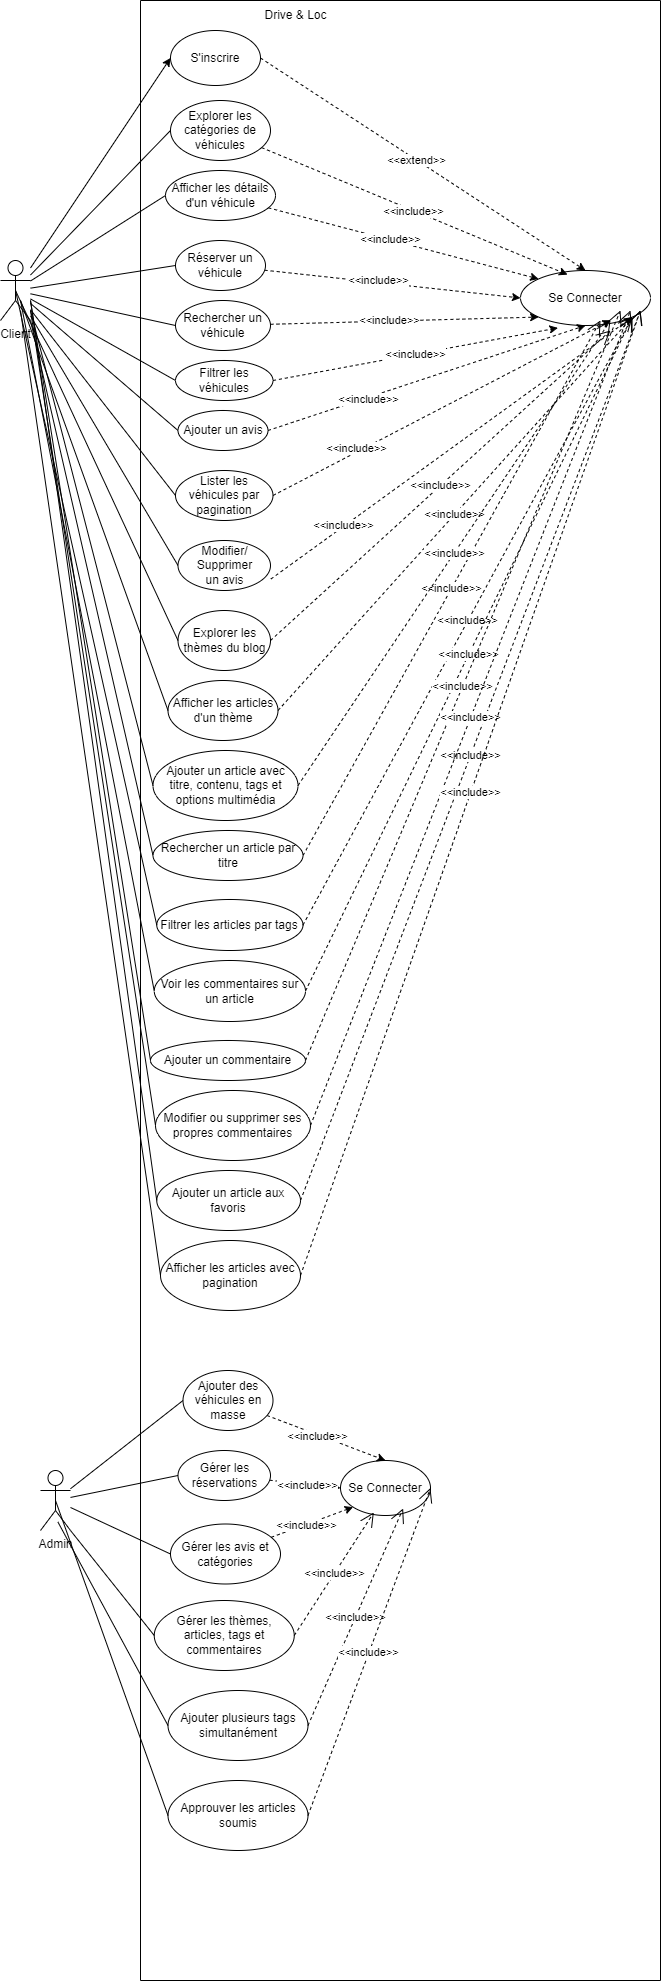 Drive & Loc
S'inscrire
Explorer les
catégories de
véhicules
<<extend>>
Afficher les détails
d'un véhicule
<<include>>
<<include>>
Réserver un
véhicule
<<include>>
Se Connecter
Rechercher un
véhicule
<<include>>
Client
Filtrer les
véhicules
<<include>>
<<include>>
Ajouter un avis
<<include>>
Lister les
véhicules par
pagination
<<include>>
<<include>>
<<include>>
Modifier/
Supprimer
un avis
<<include>>
<<include>>
Explorer les
thèmes du blog
<<include>>
<<include>>
Afficher les articles
d'un thème
<<include>>
<<include>>
Ajouter un article avec
titre, contenu, tags et
options multimédia
<<include>>
<<include>>
Rechercher un article par
titre
Filtrer les articles par tags
Voir les commentaires sur
un article
Ajouter un commentaire
Modifier ou supprimer ses
propres commentaires
Ajouter un article aux
favoris
Afficher les articles avec
pagination
Ajouter des
véhicules en
masse
<<include>>
Gérer les
réservations
<<include>>
Se Connecter
Admin
<<include>>
Gérer les avis et
catégories
<<include>>
Gérer les thèmes,
articles, tags et
commentaires
<<include>>
<<include>>
Ajouter plusieurs tags
simultanément
Approuver les articles
soumis